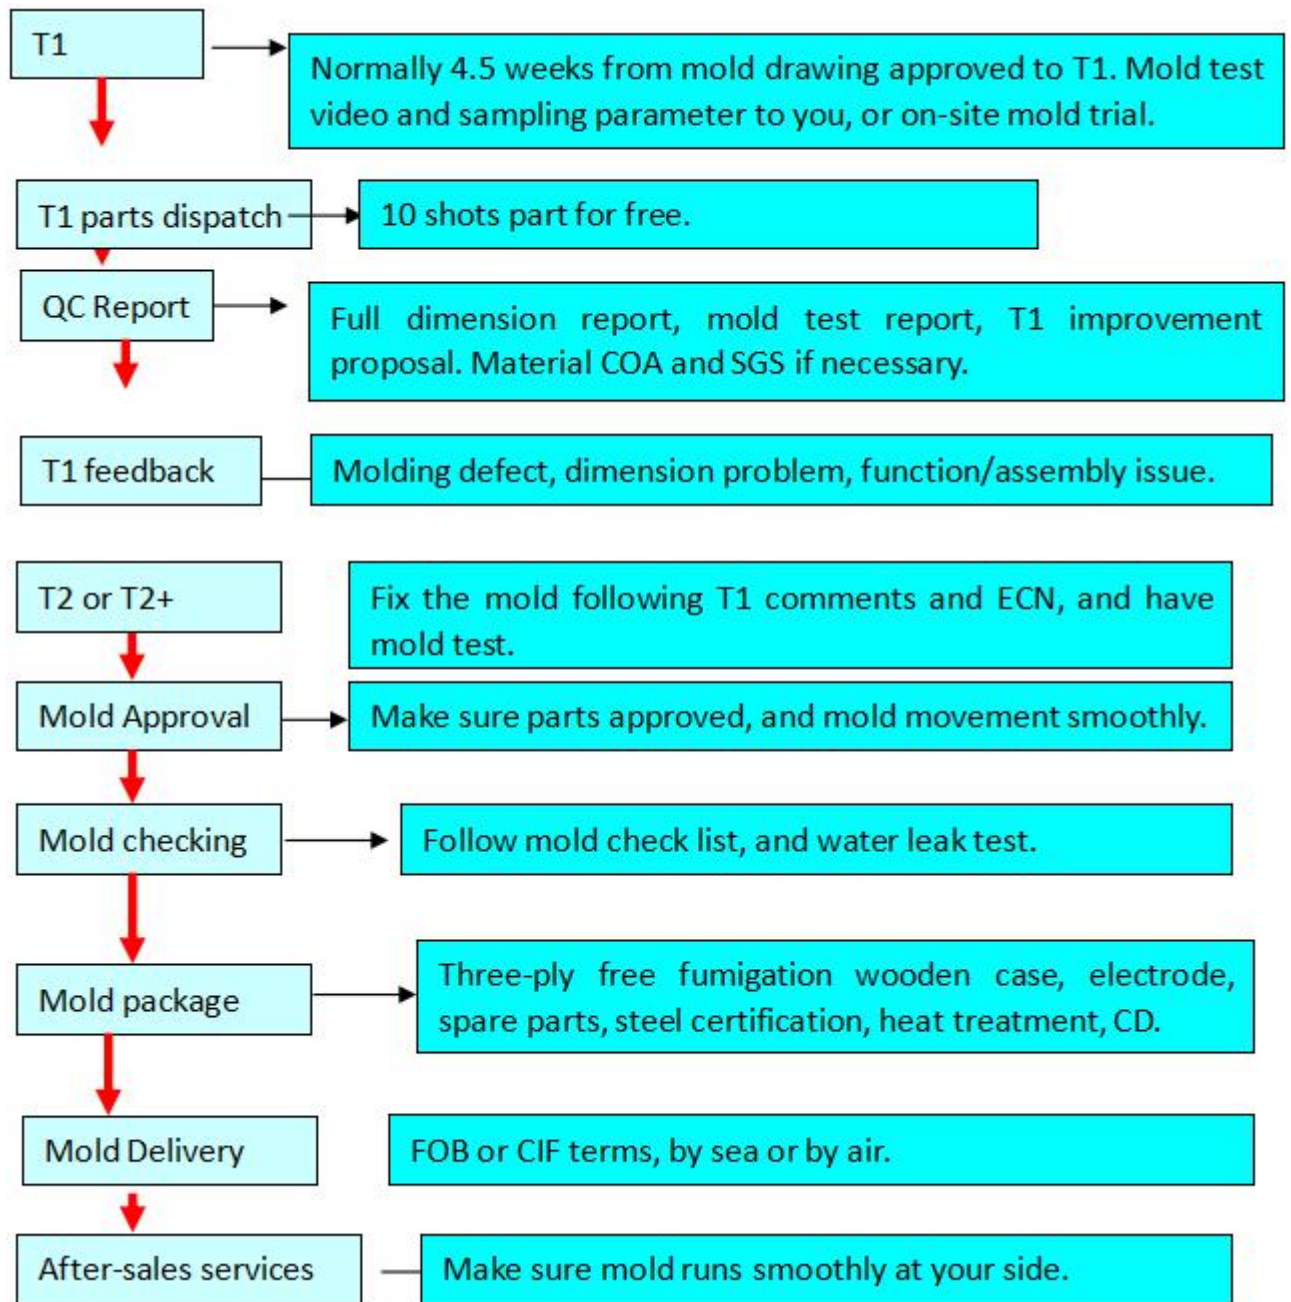 T1
Normally 4.5 weeks from mold drawing approved to T1. Mold test
video and sampling parameter to you, or on-site mold trial.
T1 parts dispatch
10 shots part for free.
QC Report
Full dimension report, mold test report, T1 improvement
proposal. Material COA and SGS if necessary.
T1 feedback
Molding defect, dimension problem, function/assembly issue.
T2 or T2+
Fix the mold following T1 comments and ECN, and have
mold test.
Mold Approval
Make sure parts approved, and mold movement smoothly.
Mold checking
Follow mold check list, and water leak test.
Mold package
Three-ply free fumigation wooden case, electrode,
spare parts, steel certification, heat treatment, CD.
Mold Delivery
FOB or CIF terms, by sea or by air.
After-sales services
Make sure mold runs smoothly at your side.